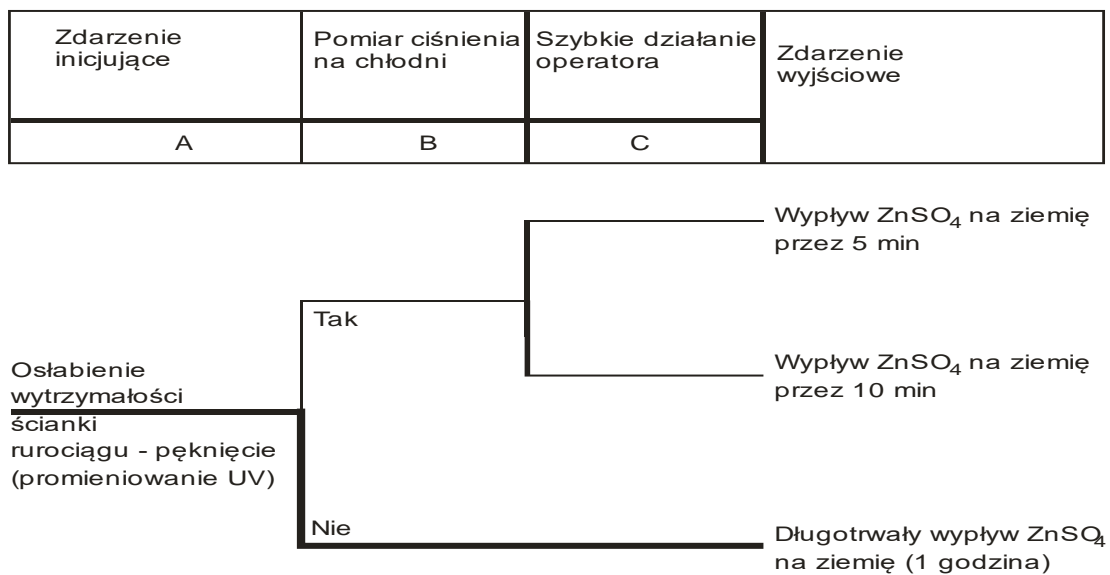 Zdarzenie
inicjujące
Pomiar ciśnienia
na chłodni
Szybkie działanie
operatora
Zdarzenie
wyjściowe
A
B
C
Wypływ ZnSO4 na ziemię
przez 5 min
Tak
Wypływ ZnSO4 na ziemię
przez 10 min
Osłabienie
wytrzymałości
ścianki
rurociągu - pęknięcie
(promieniowanie UV)
Nie
Długotrwały wypływ ZnSO4
na ziemię (1 godzina)